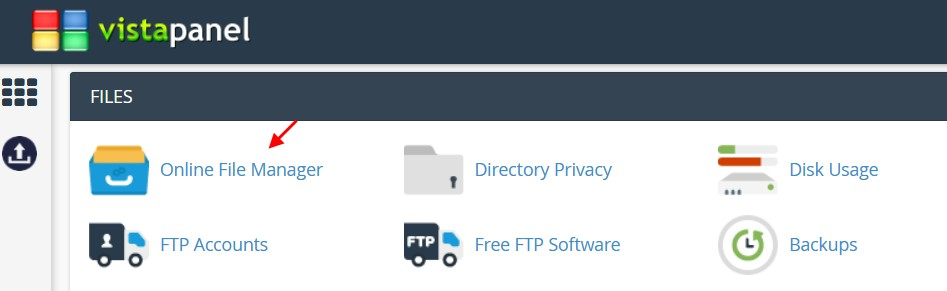 vistapanel
FILES
Online File Manager
Directory Privacy
Disk Usage
FTP Accounts
FTP
Free FTP Software
Backups